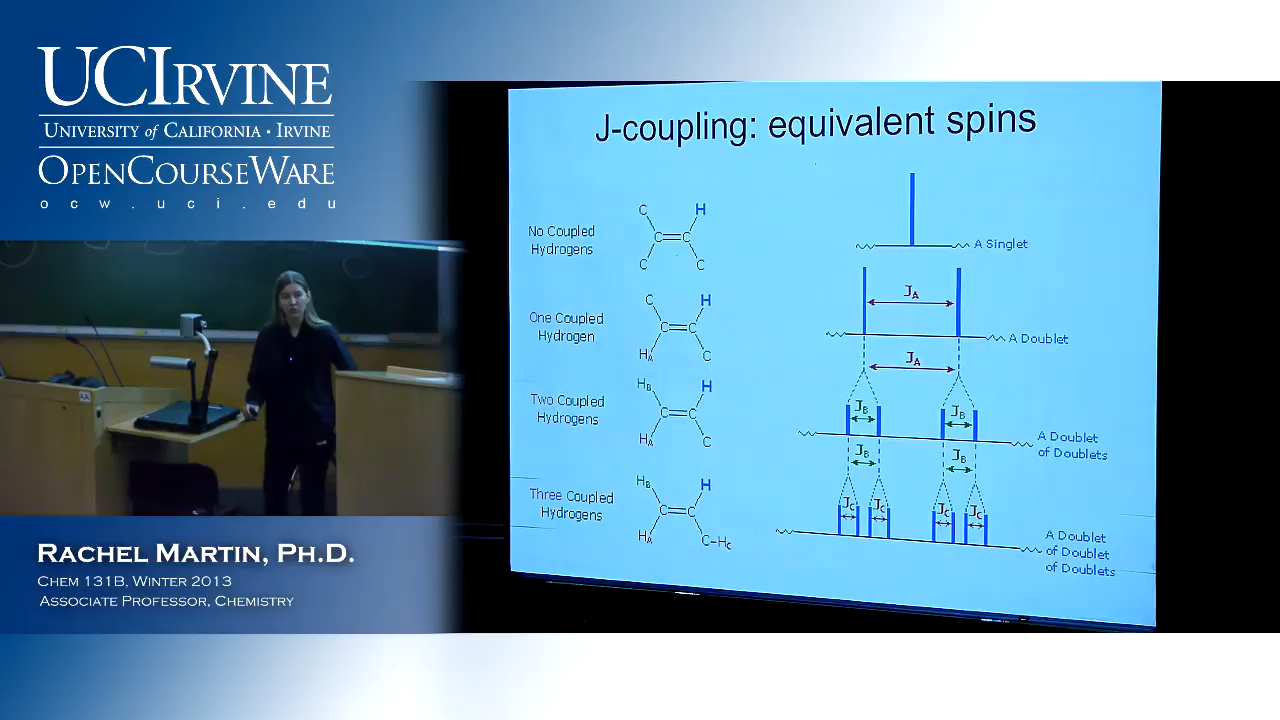 UCIRVINE
UNIVERSITY of CALIFORNIA • IRVINE
OPENCOURSEWARE
ocw.uci.edu
RACHEL MARTIN, PH.D.
CHEM 131B, WINTER 2013
ASSOCIATE PROFESSOR, CHEMISTRY
J-coupling: equivalent spins
No Coupled
Hydrogens
C H
C C
C C
A Singlet
One Coupled
Hydrogen
C H
C C
HA C
JA
A Doublet
JA
Two Coupled
Hydrogens
HB H
C C
HA C
JB JB
A Doublet
of Doublets
JB JB
Three Coupled
Hydrogens
HB H
C C
HA C-HC
JC JC JC JC
A Doublet
of Doublet
of Doublets